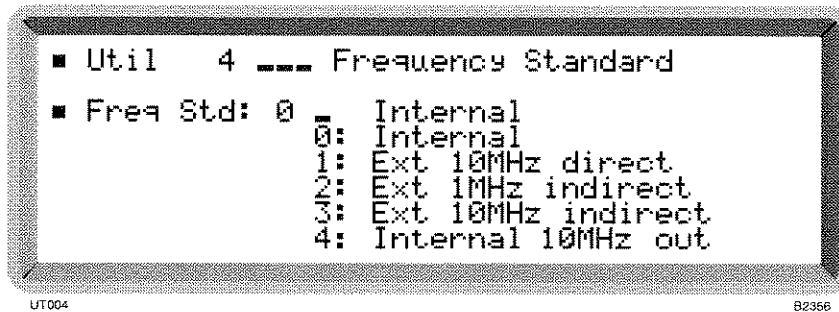 ▪ Util 4 ___ Frequency Standard
▪ Freq Std: 0 _ Internal
0: Internal
1: Ext 10MHz direct
2: Ext 1MHz indirect
3: Ext 10MHz indirect
4: Internal 10MHz out
UT004 B2356